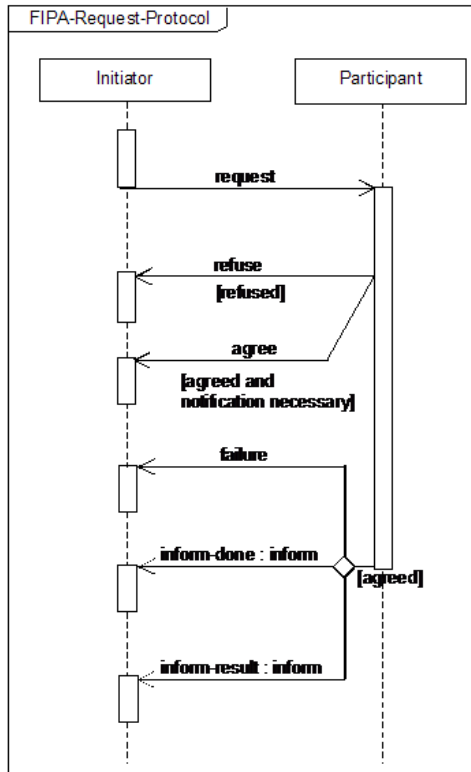 FIPA-Request-Protocol
Initiator
Participant
request
refuse
[refused]
agree
[agreed and
notification necessary]
failure
inform-done : inform
[agreed]
inform-result : inform